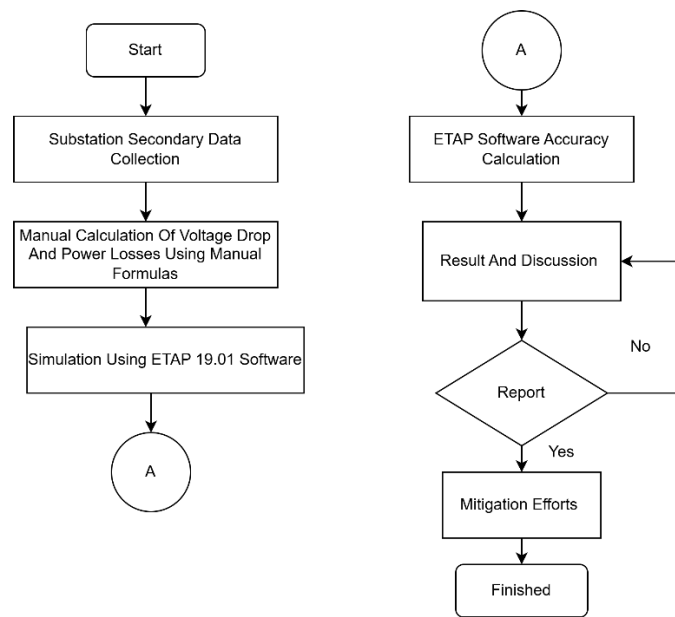 Start
Substation Secondary Data
Collection
Manual Calculation Of Voltage Drop
And Power Losses Using Manual
Formulas
Simulation Using ETAP 19.01 Software
A
A
ETAP Software Accuracy
Calculation
Result And Discussion
No
Report
Yes
Mitigation Efforts
Finished